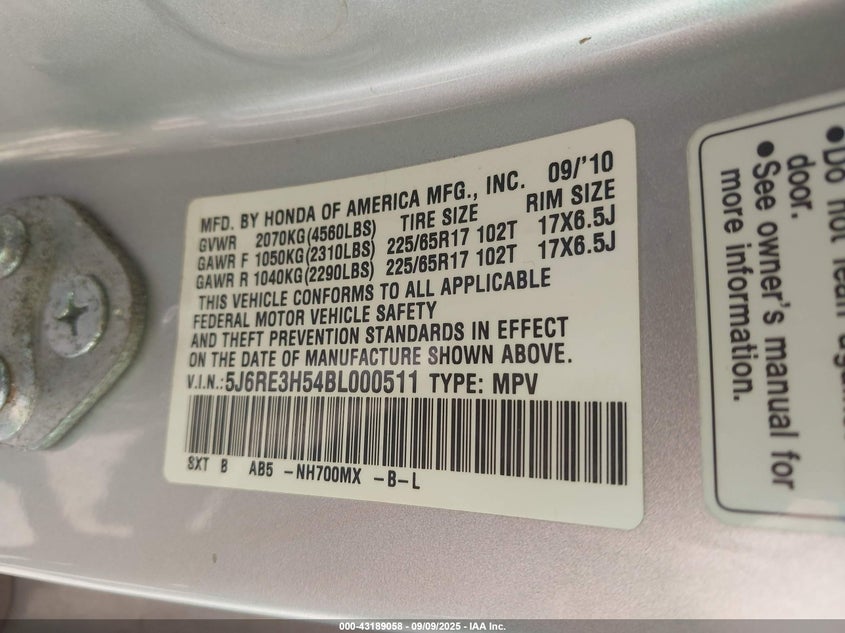 MFD. BY HONDA OF AMERICA MFG., INC. 09/'10
GVWR 2070KG(4560LBS) TIRE SIZE RIM SIZE
GAWR F 1050KG(2310LBS) 225/65R17 102T 17X6.5J
GAWR R 1040KG(2290LBS) 225/65R17 102T 17X6.5J
THIS VEHICLE CONFORMS TO ALL APPLICABLE
FEDERAL MOTOR VEHICLE SAFETY
AND THEFT PREVENTION STANDARDS IN EFFECT
ON THE DATE OF MANUFACTURE SHOWN ABOVE.
V.I.N.:5J6RE3H54BL000511 TYPE: MPV
SXT B AB5 -NH700MX -B-L
•Do not lean
door.
•See owner's manual for
more information.
000-43189058 - 09/09/2025 - IAA Inc.